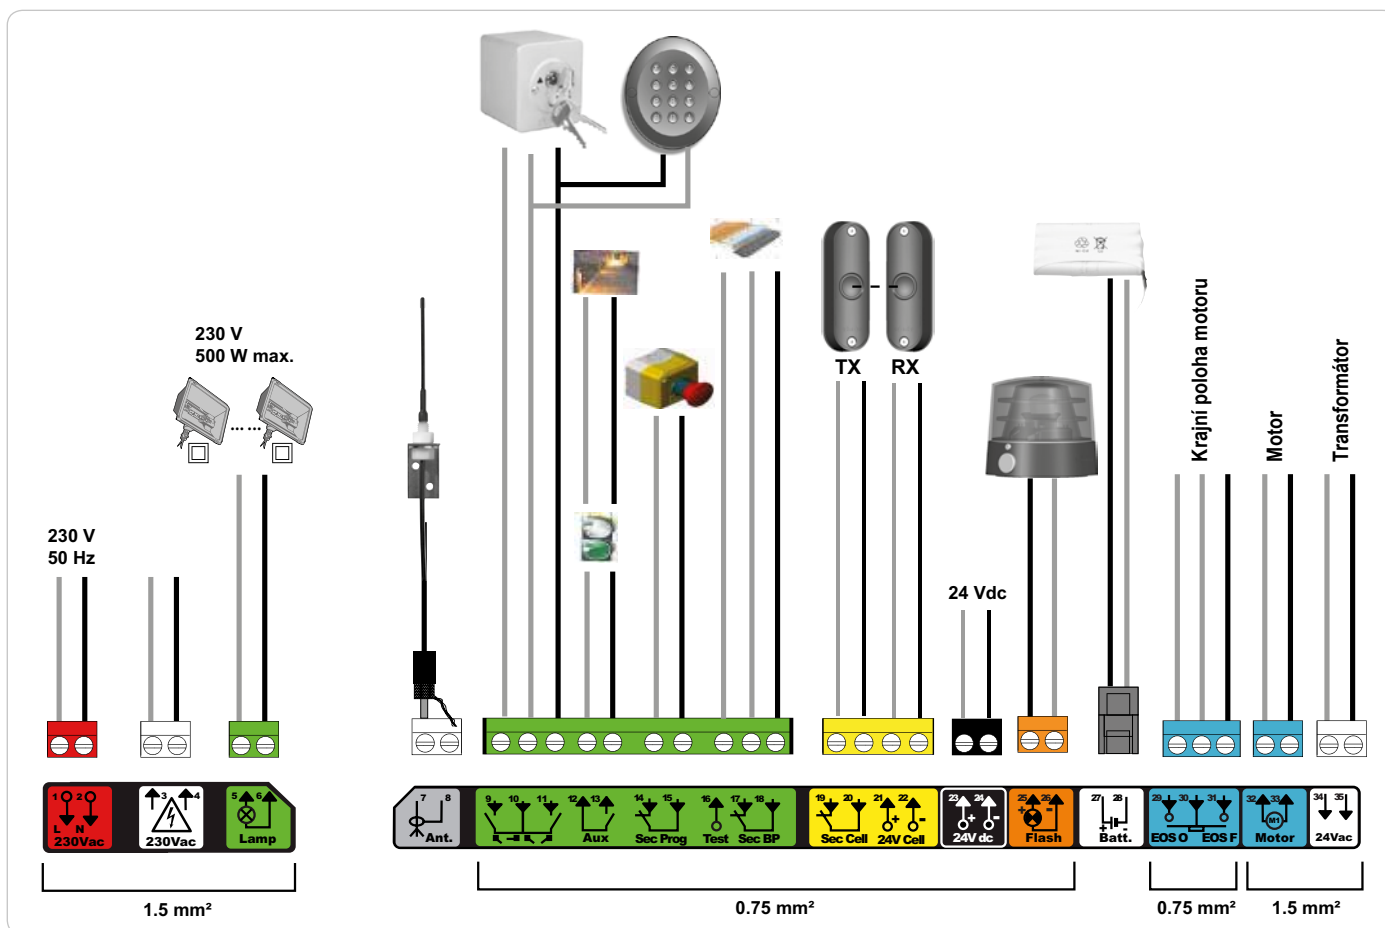 230 V
500 W max.
230 V
50 Hz
TX
RX
24 Vdc
Krajní poloha motoru
Motor
Transformátor
1 2
L N
230Vac
3 4
230Vac
5 6
Lamp
7 8
Ant.
9 10 11
12 13
Aux
14 15
Sec Prog
16
Test
17 18
Sec BP
19 20
Sec Cell
21 22
+ -
24V Cell
23 24
+ -
24V dc
25 26
+ -
Flash
27 28
+ -
Batt.
29 30 31
EOS O EOS F
32 33
M1
Motor
34 35
24Vac
1.5 mm²
0.75 mm²
0.75 mm²
1.5 mm²